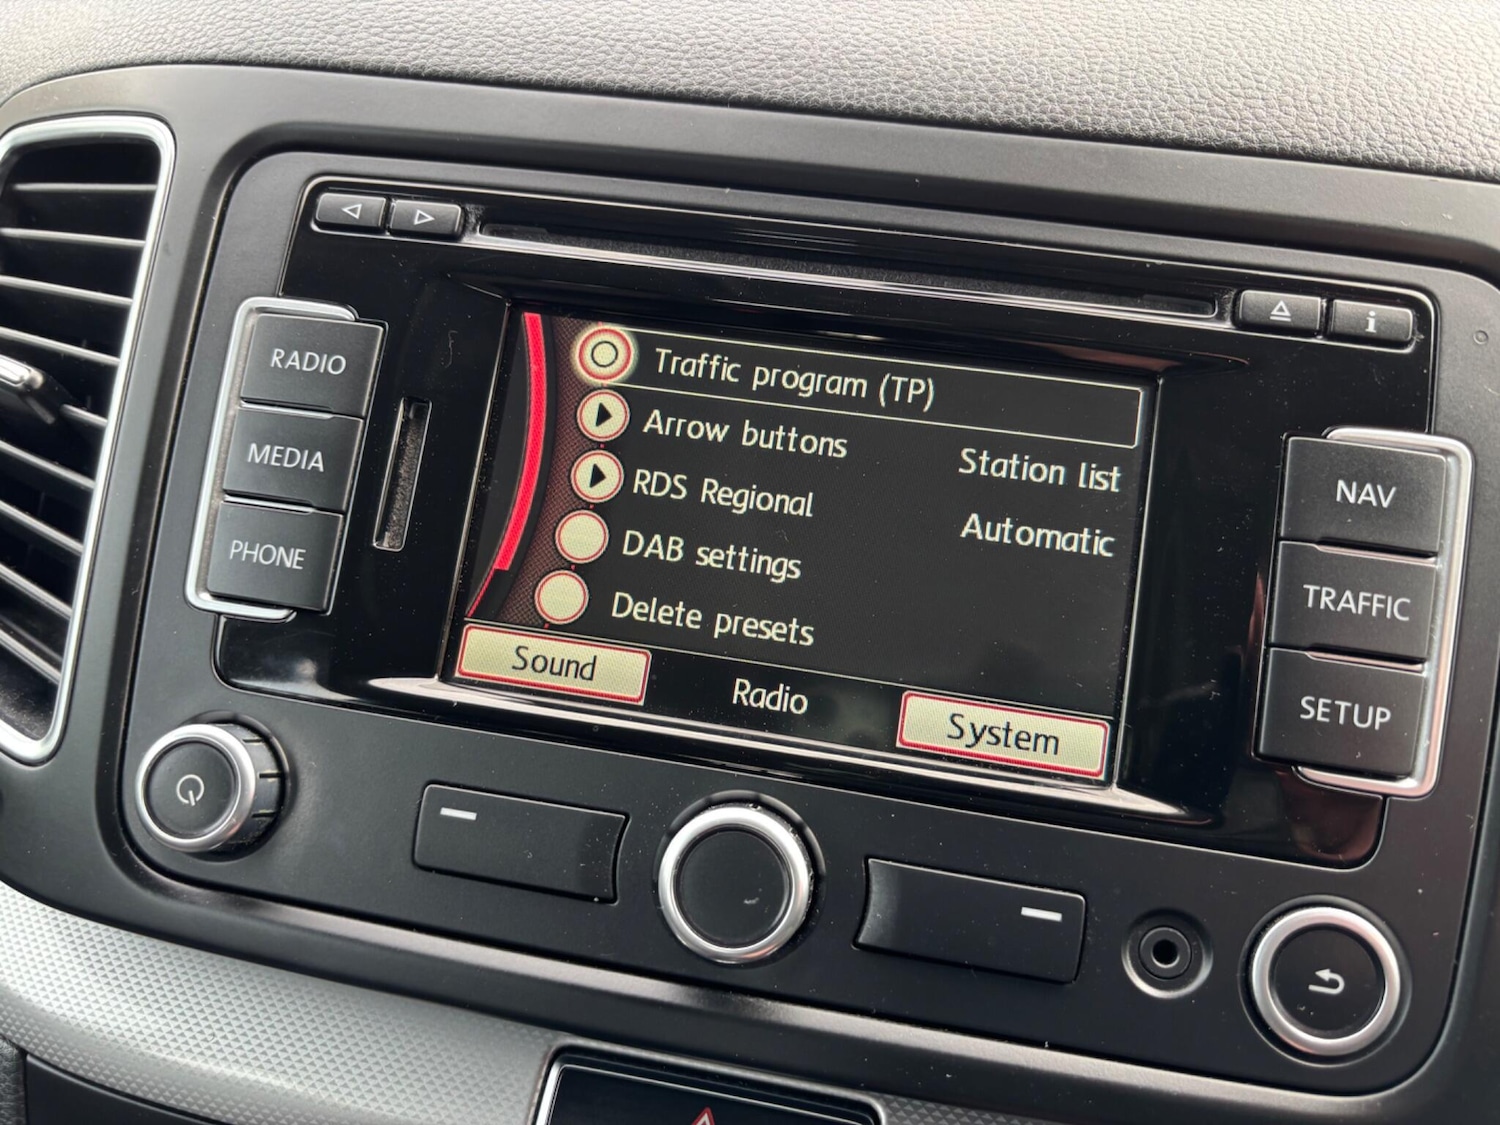 RADIO
MEDIA
PHONE
Traffic program (TP)
Arrow buttons Station list
RDS Regional Automatic
DAB settings
Delete presets
Sound Radio System
i
NAV
TRAFFIC
SETUP